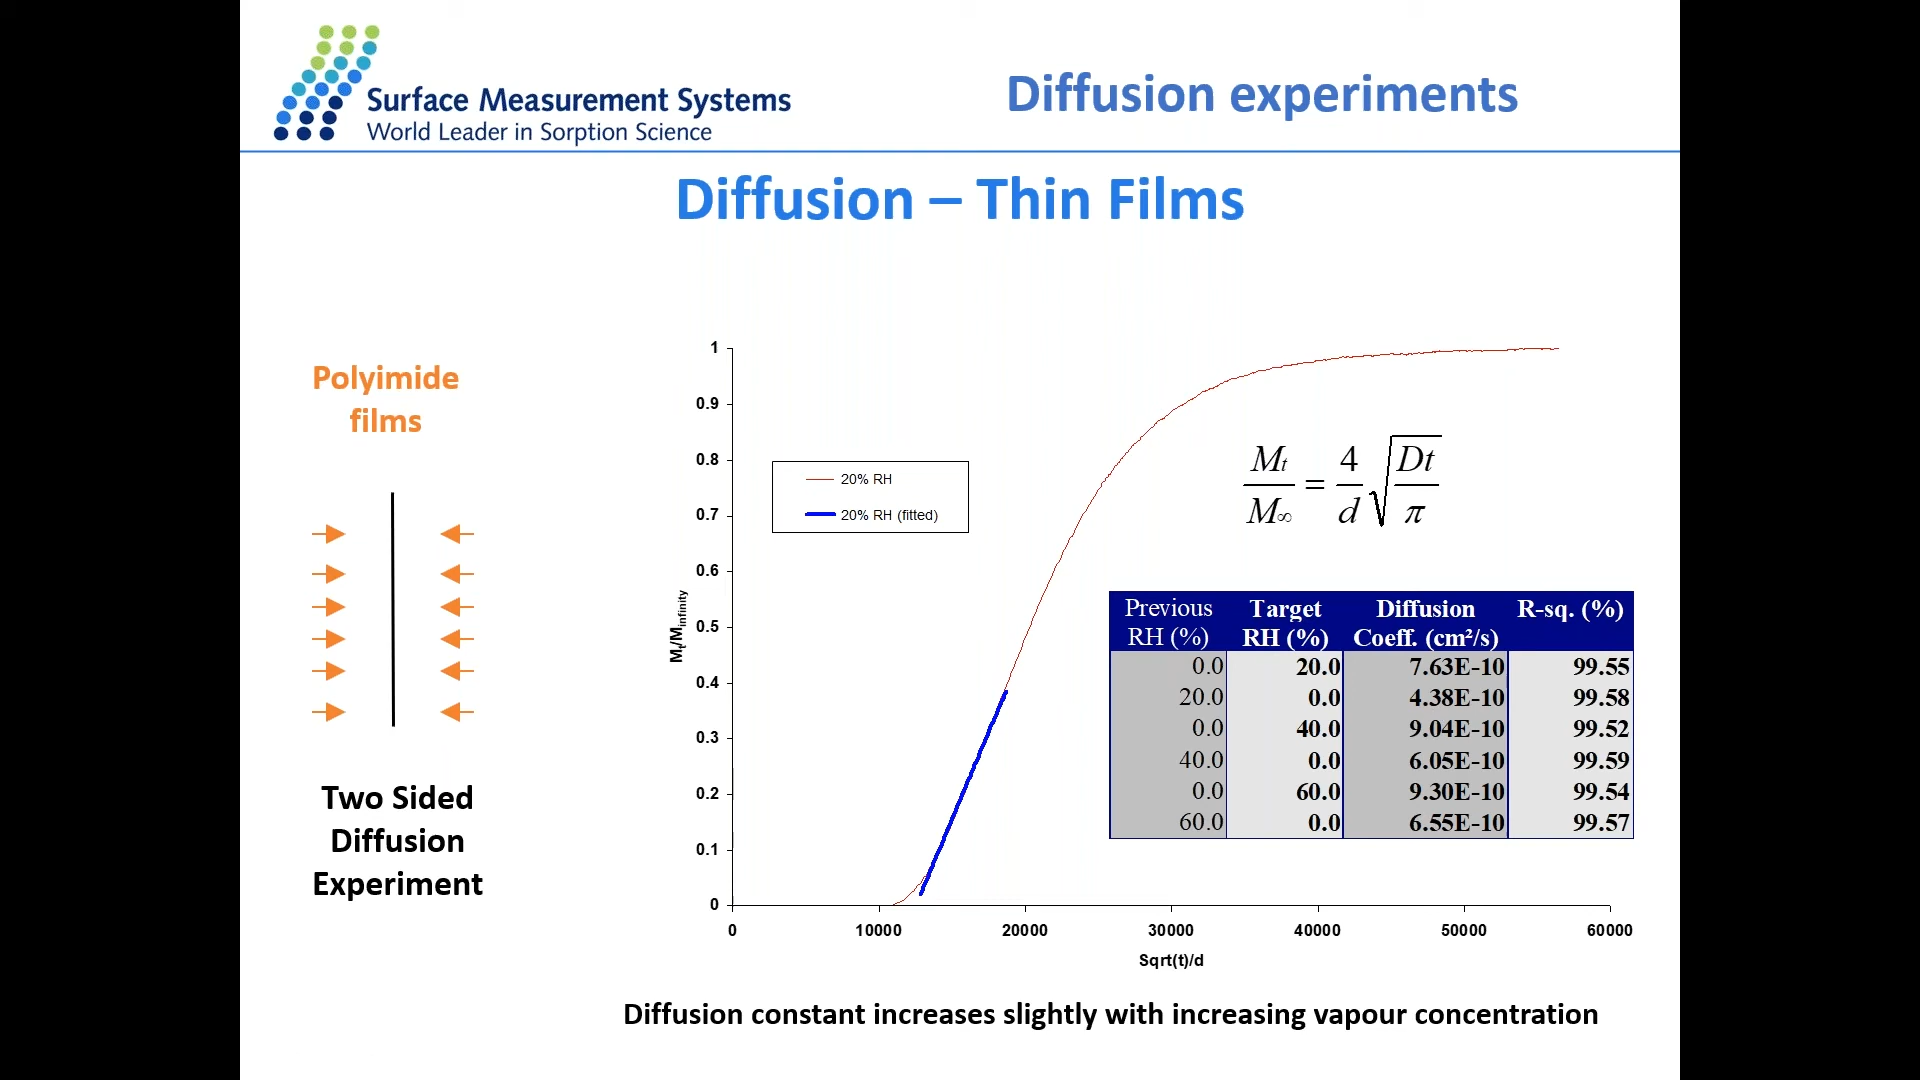 Surface Measurement Systems
World Leader in Sorption Science
Diffusion experiments
Diffusion – Thin Films
Polyimide
films
Two Sided
Diffusion
Experiment
1
0.9
0.8
0.7
0.6
0.5
0.4
0.3
0.2
0.1
0
Mt/Minfinity
20% RH
20% RH (fitted)
0 10000 20000 30000 40000 50000 60000
Sqrt(t)/d
Mt/M∞ = 4/d √(Dt/π)
Previous Target Diffusion R-sq. (%)
RH (%) RH (%) Coeff. (cm²/s)
0.0 20.0 7.63E-10 99.55
20.0 0.0 4.38E-10 99.58
0.0 40.0 9.04E-10 99.52
40.0 0.0 6.05E-10 99.59
0.0 60.0 9.30E-10 99.54
60.0 0.0 6.55E-10 99.57
Diffusion constant increases slightly with increasing vapour concentration